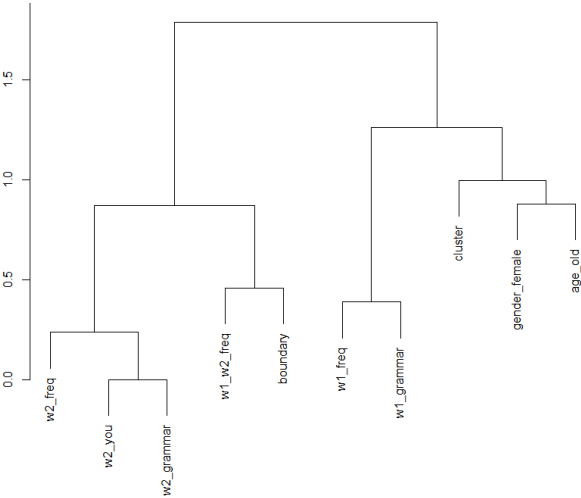 1.5
1.0
0.5
0.0
w2_freq
w2_you
w2_grammar
w1_w2_freq
boundary
w1_freq
w1_grammar
cluster
gender_female
age_old